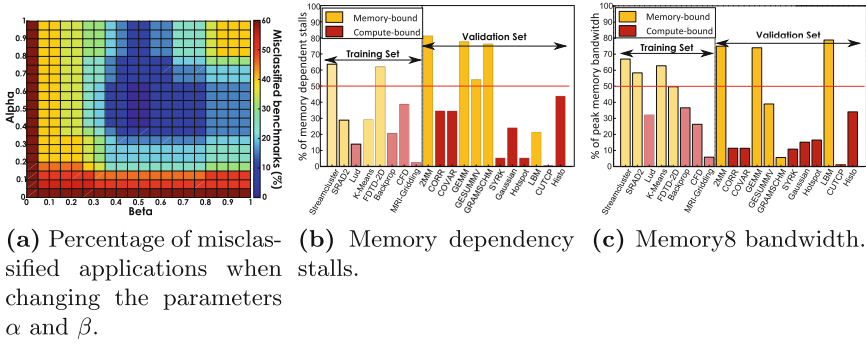 1
0.9
0.8
0.7
0.6
0.5
0.4
0.3
0.2
0.1
0
Alpha
0.1 0.2 0.3 0.4 0.5 0.6 0.7 0.8 0.9 1
Beta
60
50
40
30
20
10
0
Misclassified benchmarks (%)
100
90
80
70
60
50
40
30
20
10
0
% of memory dependent stalls
Memory-bound
Compute-bound
Training Set
Validation Set
Streamcluster
SRAD2
Lud
K-Means
FDTD-2D
Backprop
CFD
MRI-Gridding
2MM
CORR
COVAR
GEMM
GESUMMV
GRAMSCHM
SYRK
Gaussian
Hotspot
LBM
CUTCP
Histo
100
90
80
70
60
50
40
30
20
10
0
% of peak memory bandwitdh
Memory-bound
Compute-bound
Training Set
Validation Set
Streamcluster
SRAD2
Lud
K-Means
FDTD-2D
Backprop
CFD
MRI-Gridding
2MM
CORR
COVAR
GEMM
GESUMMV
GRAMSCHM
SYRK
Gaussian
Hotspot
LBM
CUTCP
Histo
(a) Percentage of misclas-
sified applications when
changing the parameters
α and β.
(b) Memory dependency
stalls.
(c) Memory8 bandwidth.